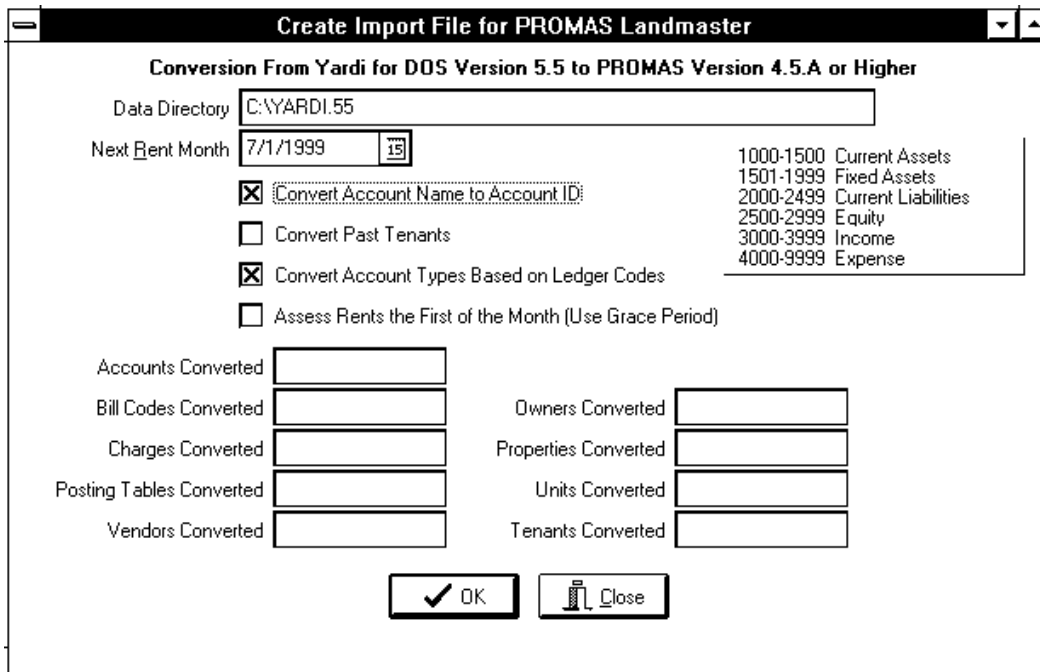 Create Import File for PROMAS Landmaster
Conversion From Yardi for DOS Version 5.5 to PROMAS Version 4.5.A or Higher
Data Directory C:\YARDI.55
Next Rent Month 7/1/1999 15
Convert Account Name to Account ID
Convert Past Tenants
Convert Account Types Based on Ledger Codes
Assess Rents the First of the Month (Use Grace Period)
1000-1500 Current Assets
1501-1999 Fixed Assets
2000-2499 Current Liabilities
2500-2999 Equity
3000-3999 Income
4000-9999 Expense
Accounts Converted
Bill Codes Converted
Charges Converted
Posting Tables Converted
Vendors Converted
Owners Converted
Properties Converted
Units Converted
Tenants Converted
OK
Close